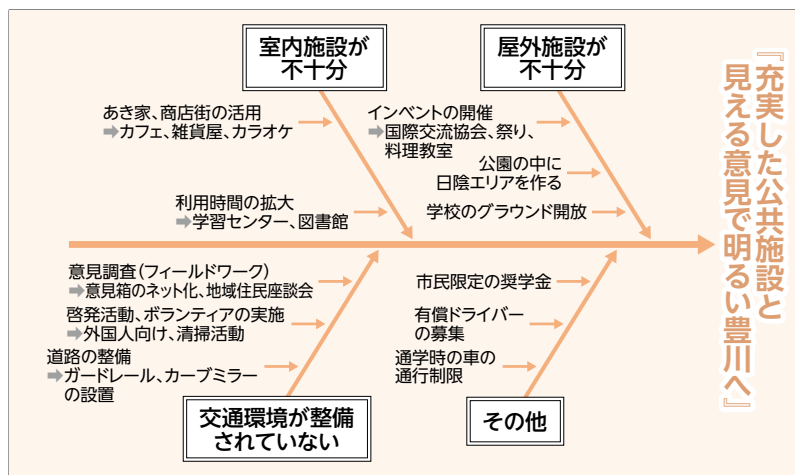 室内施設が
不十分
屋外施設が
不十分
あき家、商店街の活用
➡カフェ、雑貨屋、カラオケ
利用時間の拡大
➡学習センター、図書館
インベントの開催
➡国際交流協会、祭り、
料理教室
公園の中に
日陰エリアを作る
学校のグラウンド開放
意見調査(フィールドワーク)
➡意見箱のネット化、地域住民座談会
啓発活動、ボランティアの実施
➡外国人向け、清掃活動
道路の整備
➡ガードレール、カーブミラー
の設置
市民限定の奨学金
有償ドライバー
の募集
通学時の車の
通行制限
交通環境が整備
されていない
その他
『充実した公共施設と
見える意見で明るい豊川へ』